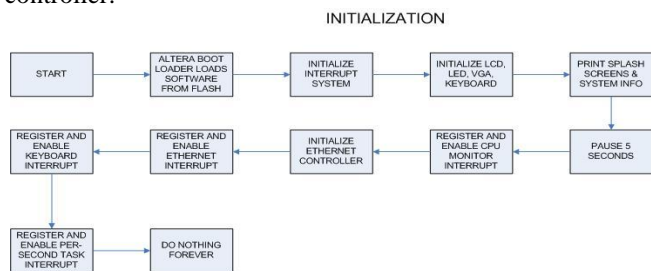 controller.
INITIALIZATION
START
ALTERA BOOT
LOADER LOADS
SOFTWARE
FROM FLASH
INITIALIZE
INTERRUPT
SYSTEM
INITIALIZE LCD,
LED, VGA,
KEYBOARD
PRINT SPLASH
SCREENS &
SYSTEM INFO
PAUSE 5
SECONDS
REGISTER AND
ENABLE CPU
MONITOR
INTERRUPT
INITIALIZE
ETHERNET
CONTROLLER
REGISTER AND
ENABLE
ETHERNET
INTERRUPT
REGISTER AND
ENABLE
KEYBOARD
INTERRUPT
REGISTER AND
ENABLE PER-
SECOND TASK
INTERRUPT
DO NOTHING
FOREVER